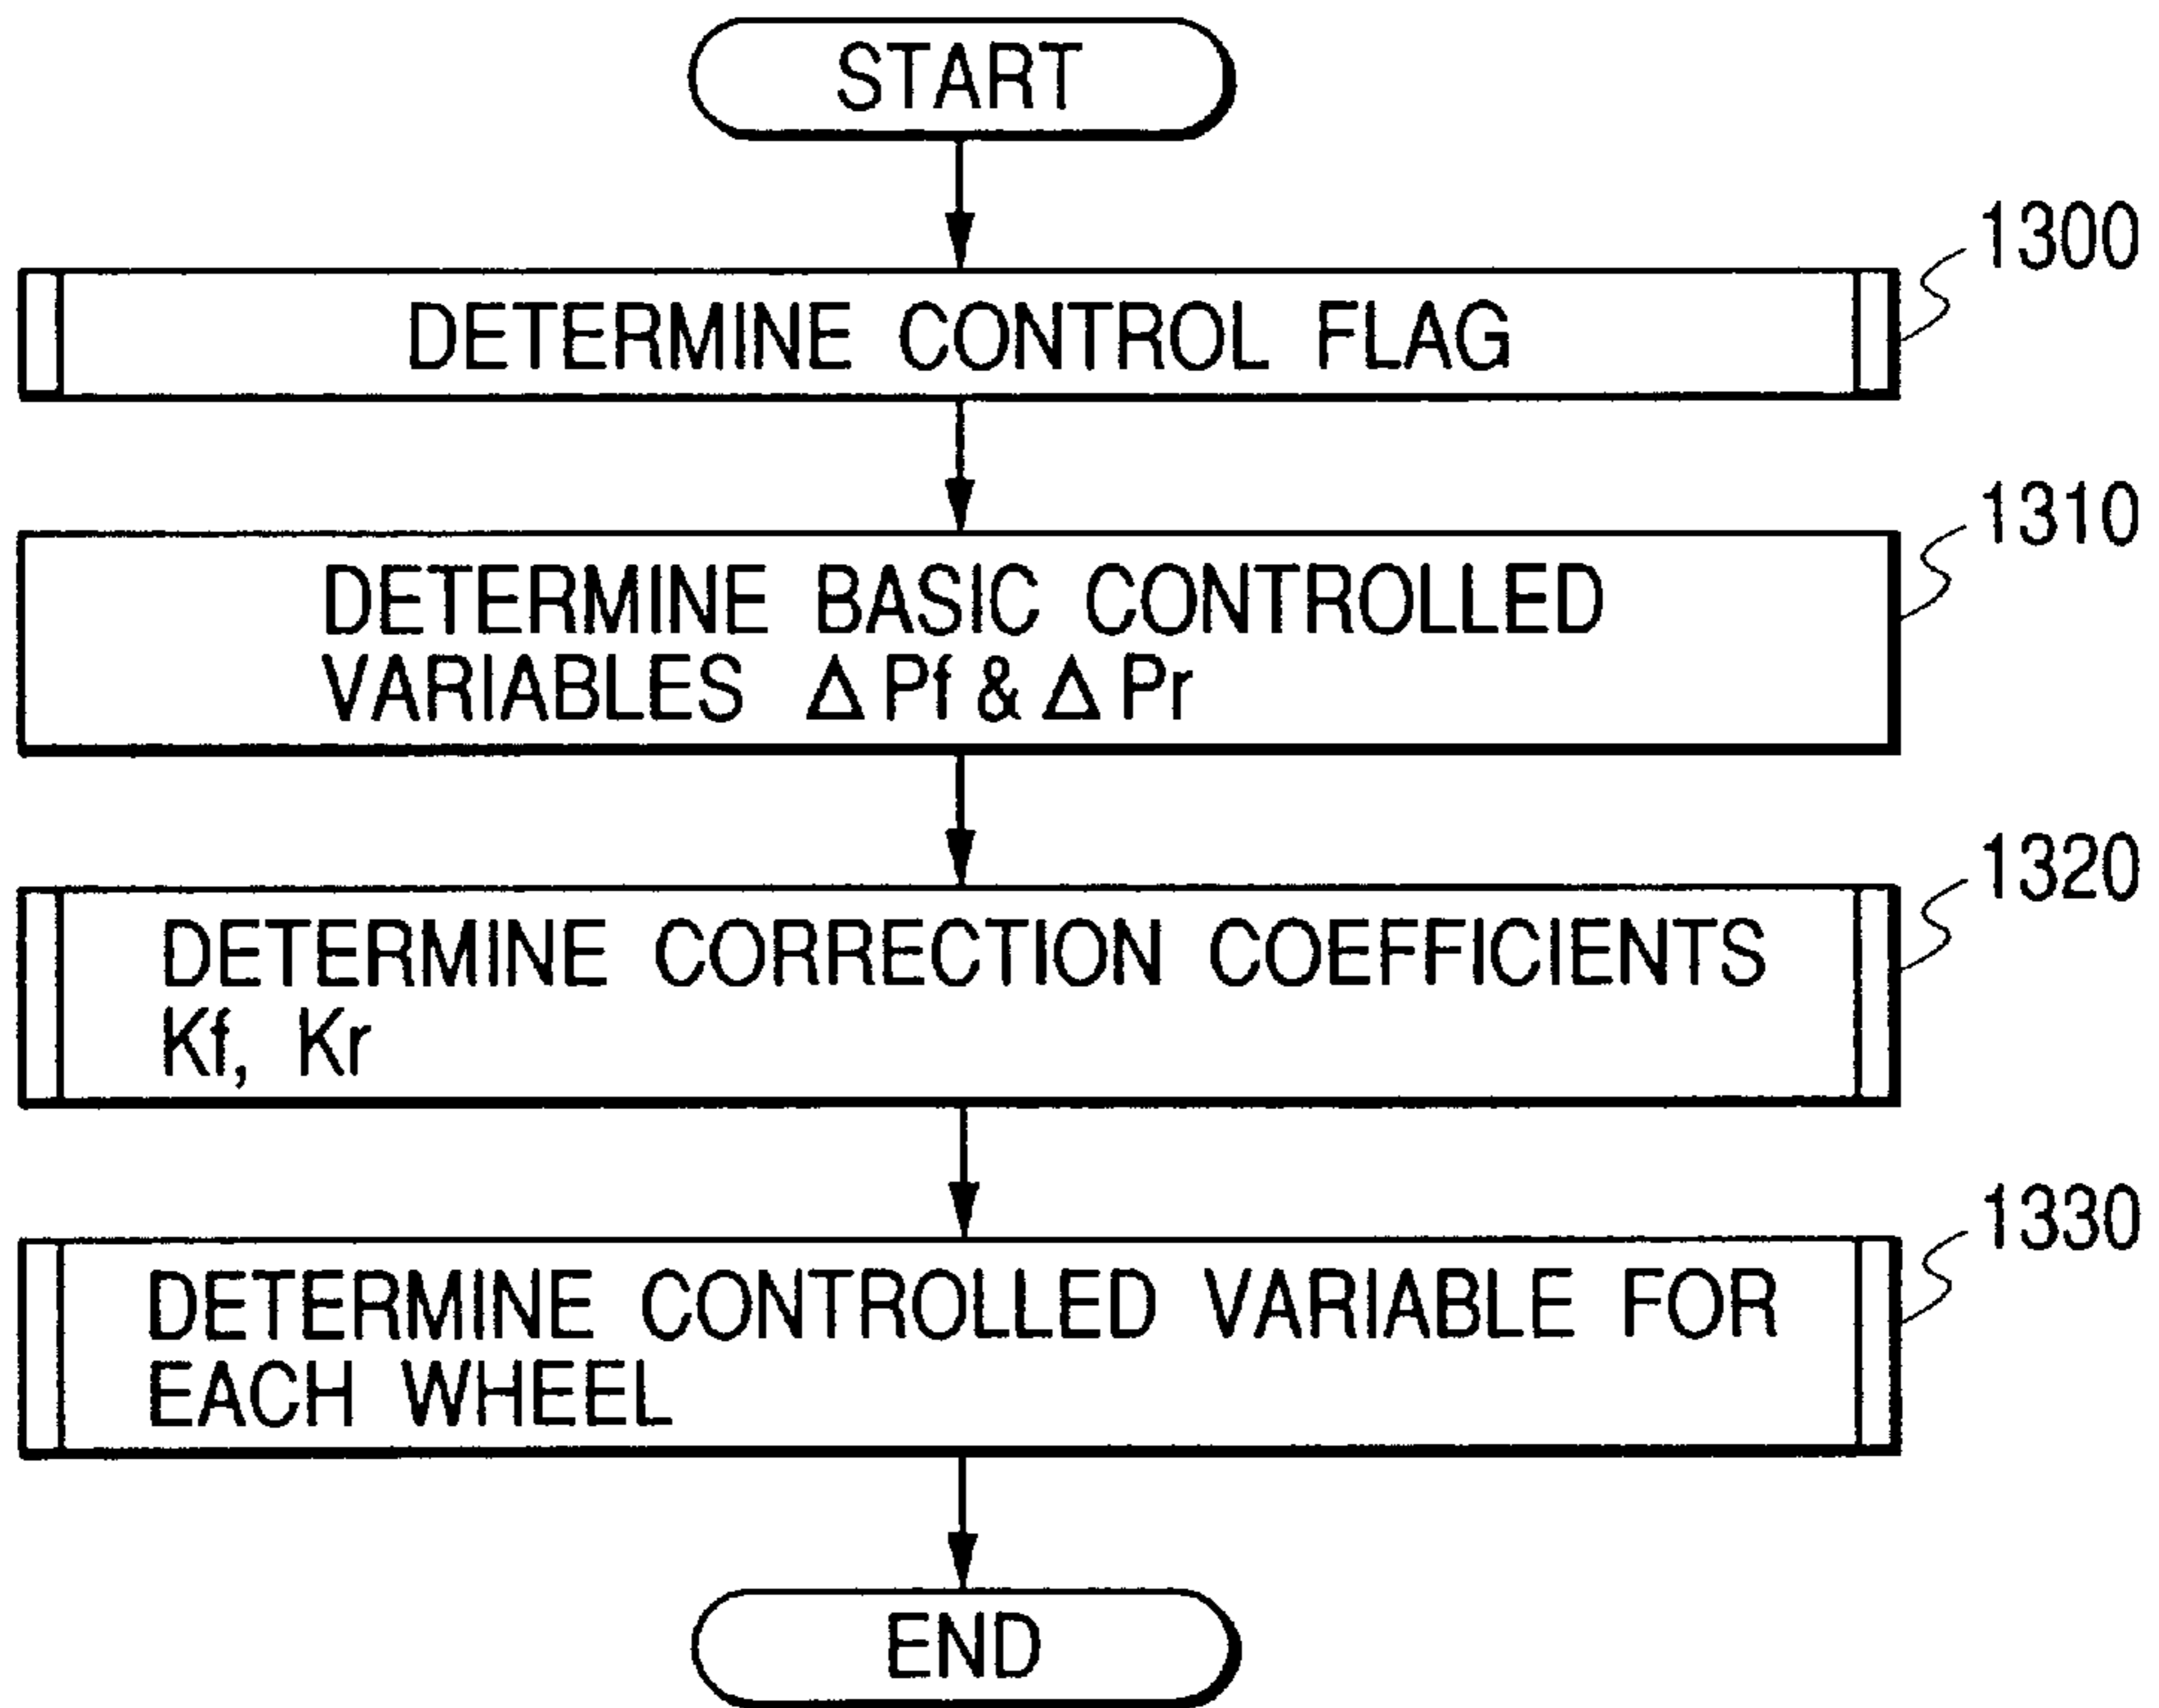 START
1300
DETERMINE CONTROL FLAG
1310
DETERMINE BASIC CONTROLLED
VARIABLES ΔPf & ΔPr
1320
DETERMINE CORRECTION COEFFICIENTS
Kf, Kr
1330
DETERMINE CONTROLLED VARIABLE FOR
EACH WHEEL
END